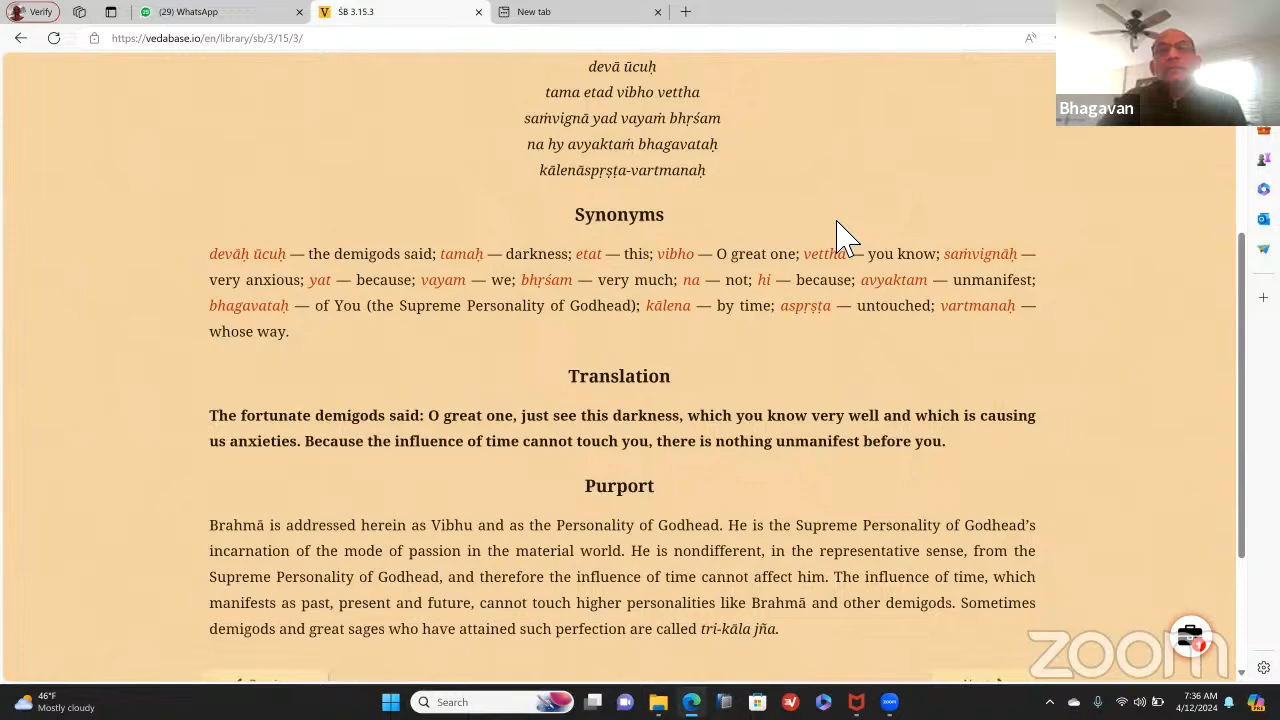 Verify
(29)
(29) W
V
ŚB 3.15.3
https://vedabase.io/en/library/sb/3/15/3/
Bhagavan
devā ūcuḥ
tama etad vibho vettha
saṁvignā yad vayaṁ bhṛśam
na hy avyaktaṁ bhagavataḥ
kālenāspṛṣṭa-vartmanaḥ
Synonyms
devāḥ ūcuḥ — the demigods said; tamaḥ — darkness; etat — this; vibho — O great one; vettha — you know; saṁvignāḥ —
very anxious; yat — because; vayam — we; bhṛśam — very much; na — not; hi — because; avyaktam — unmanifest;
bhagavataḥ — of You (the Supreme Personality of Godhead); kālena — by time; aspṛṣṭa — untouched; vartmanaḥ —
whose way.
Translation
The fortunate demigods said: O great one, just see this darkness, which you know very well and which is causing
us anxieties. Because the influence of time cannot touch you, there is nothing unmanifest before you.
Purport
Brahmā is addressed herein as Vibhu and as the Personality of Godhead. He is the Supreme Personality of Godhead's
incarnation of the mode of passion in the material world. He is nondifferent, in the representative sense, from the
Supreme Personality of Godhead, and therefore the influence of time cannot affect him. The influence of time, which
manifests as past, present and future, cannot touch higher personalities like Brahmā and other demigods. Sometimes
demigods and great sages who have attained such perfection are called tri-kāla jña.
zoom
46°F
Mostly cloudy
Search
zoom
7:36 AM
4/12/2024